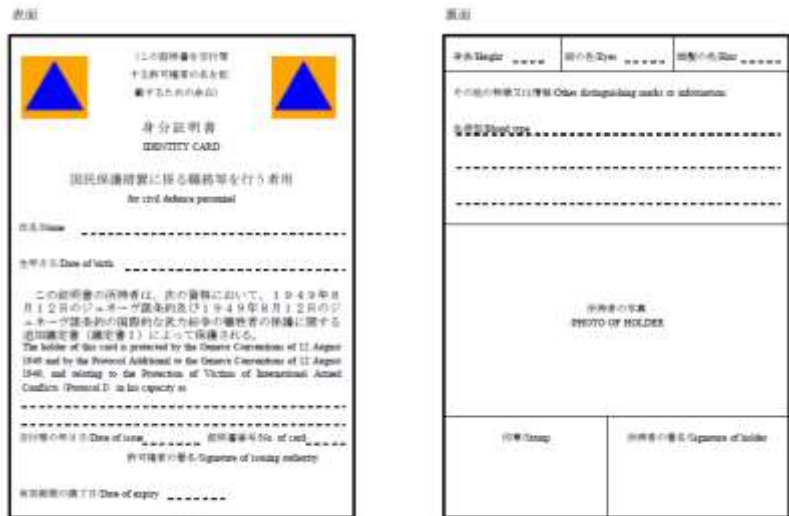 表面
(この証明書を交付等
する許可権者の名を記
載するための余白)
身分証明書
IDENTITY CARD
国民保護措置に係る職務等を行う者用
for civil defence personnel
氏名/Name
生年月日/Date of birth
この証明書の所持者は、次の資格において、1949年8
月12日のジュネーヴ諸条約及び1949年8月12日のジ
ュネーヴ諸条約の国際的な武力紛争の犠牲者の保護に関する
追加議定書(議定書I)によって保護される。
The holder of this card is protected by the Geneva Conventions of 12 August
1949 and by the Protocol Additional to the Geneva Conventions of 12 August
1949, and relating to the Protection of Victims of International Armed
Conflicts (Protocol I) in his capacity as
交付等の年月日/Date of issue 証明書番号/No. of card
許可権者の署名/Signature of issuing authority
有効期間の満了日/Date of expiry
裏面
身長/Height 眼の色/Eyes 頭髪の色/Hair
その他の特徴又は情報/Other distinguishing marks or information:
血液型/Blood type
所持者の写真
PHOTO OF HOLDER
印章/Stamp 所持者の署名/Signature of holder